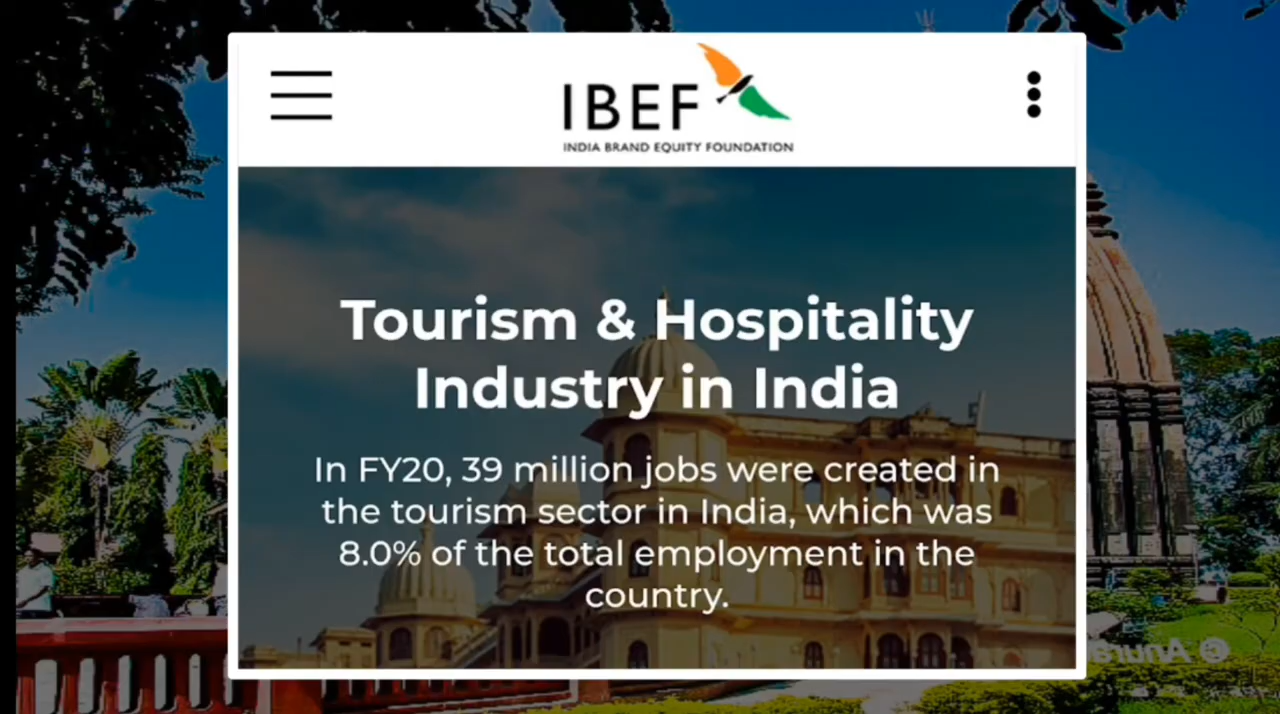 IBEF
INDIA BRAND EQUITY FOUNDATION
Tourism & Hospitality
Industry in India
In FY20, 39 million jobs were created in
the tourism sector in India, which was
8.0% of the total employment in the
country.